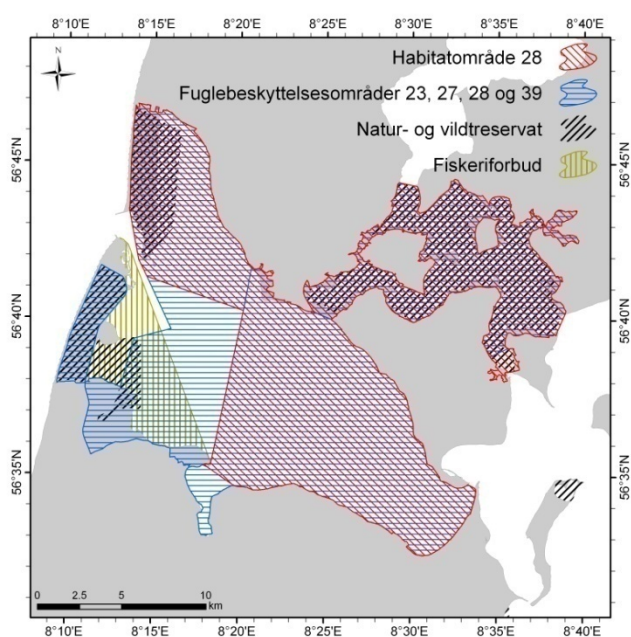 8°10'E 8°15'E 8°20'E 8°25'E 8°30'E 8°35'E 8°40'E
N
Habitatområde 28
Fuglebeskyttelsesområder 23, 27, 28 og 39
Natur- og vildtreservat
Fiskeriforbud
56°45'N 56°45'N
56°40'N 56°40'N
56°35'N 56°35'N
0 2.5 5 10
km
8°10'E 8°15'E 8°20'E 8°25'E 8°30'E 8°35'E 8°40'E